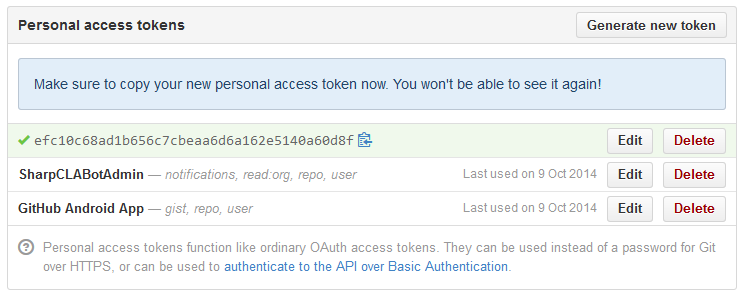 Personal access tokens Generate new token
Make sure to copy your new personal access token now. You won't be able to see it again!
efc10c68ad1b656c7cbeaa6d6a162e5140a60d8f Edit Delete
SharpCLABotAdmin — notifications, read:org, repo, user Last used on 9 Oct 2014 Edit Delete
GitHub Android App — gist, repo, user Last used on 9 Oct 2014 Edit Delete
Personal access tokens function like ordinary OAuth access tokens. They can be used instead of a password for Git
over HTTPS, or can be used to authenticate to the API over Basic Authentication.